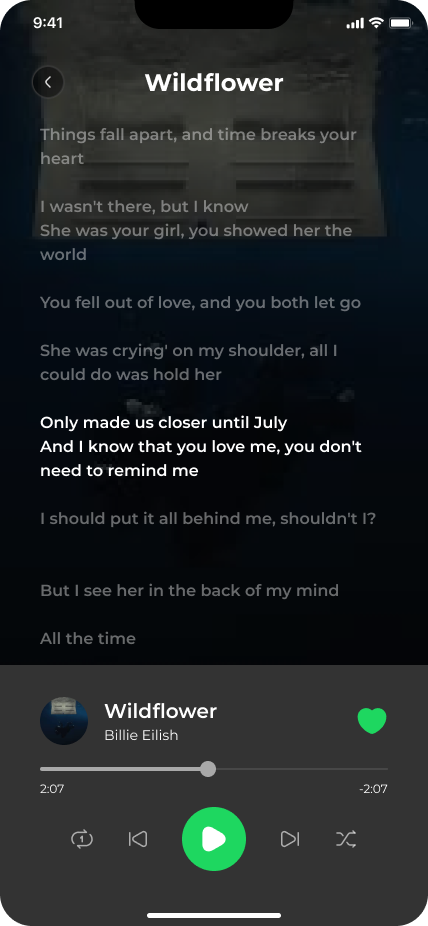 9:41
Wildflower
Things fall apart, and time breaks your
heart
I wasn't there, but I know
She was your girl, you showed her the
world
You fell out of love, and you both let go
She was crying' on my shoulder, all I
could do was hold her
Only made us closer until July
And I know that you love me, you don't
need to remind me
I should put it all behind me, shouldn't I?
But I see her in the back of my mind
All the time
Wildflower
Billie Eilish
2:07
-2:07
1